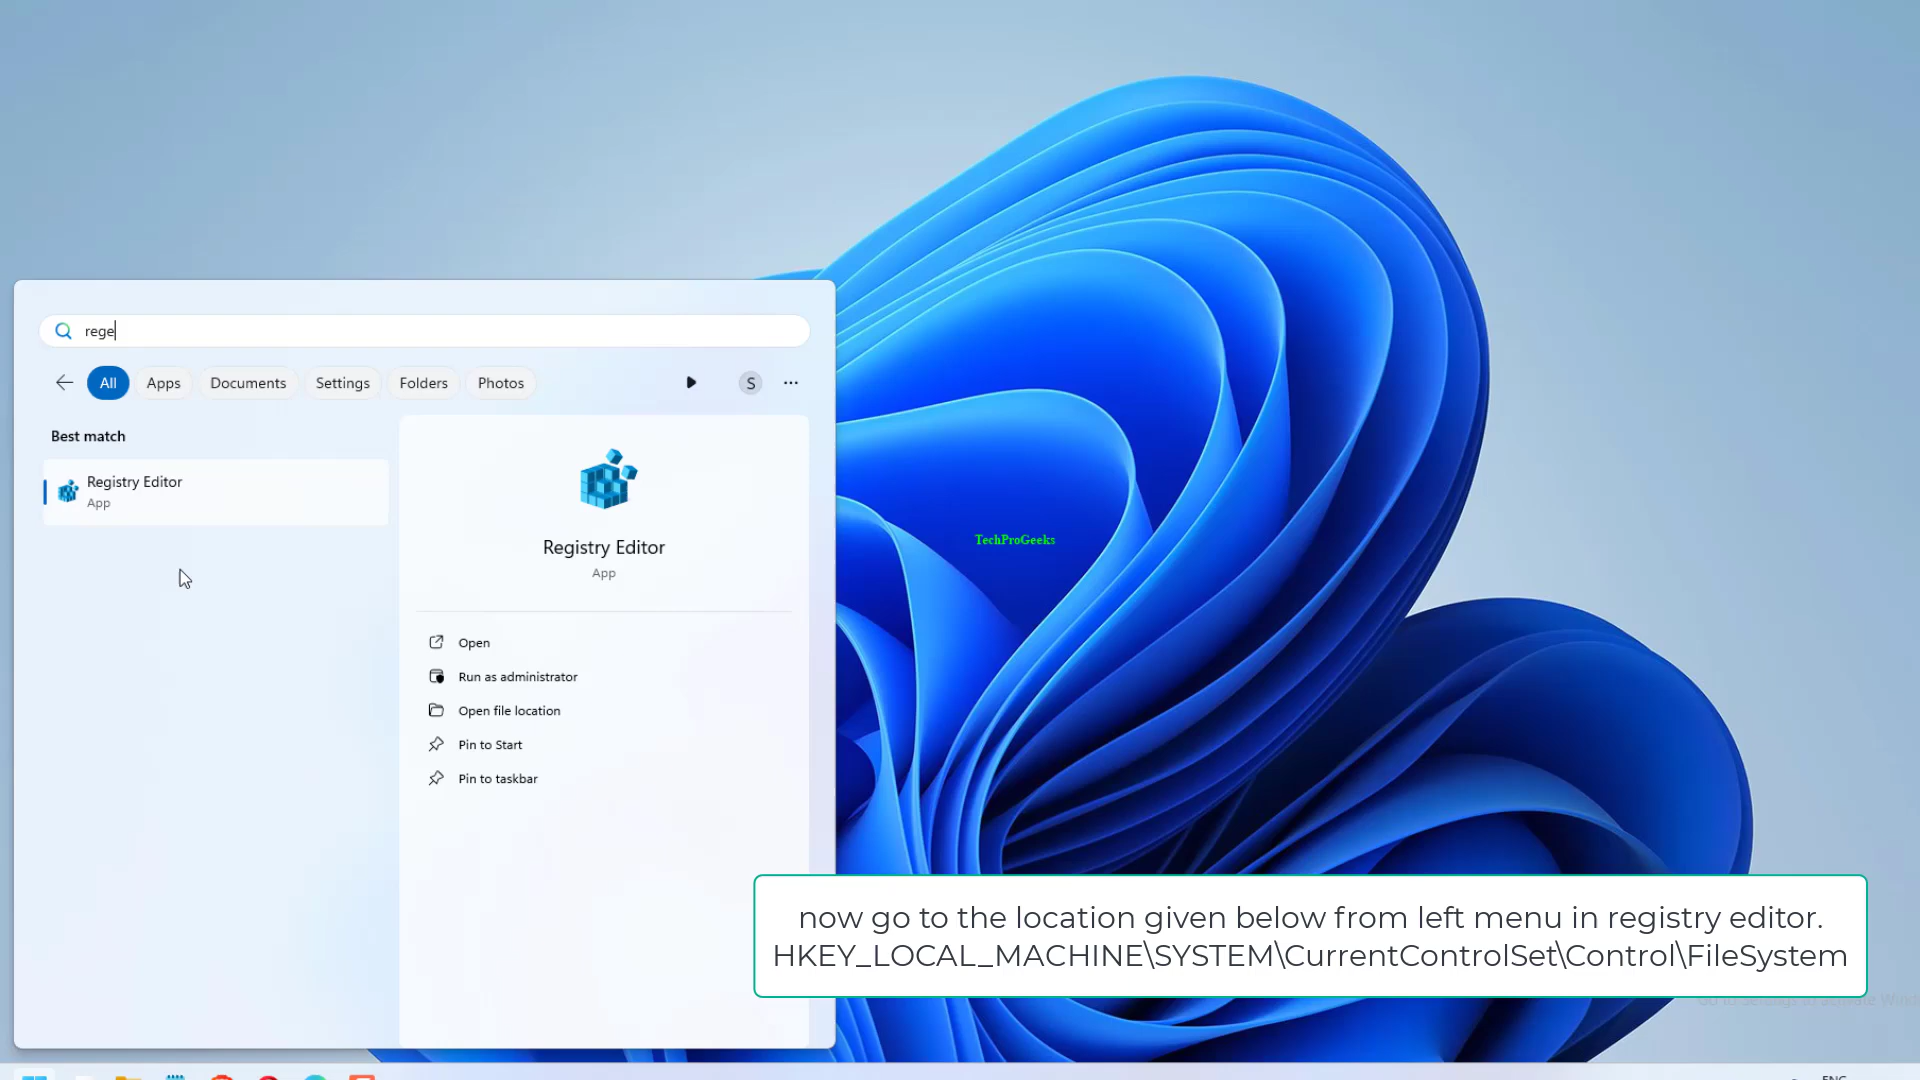 rege
All
Apps
Documents
Settings
Folders
Photos
S
Best match
Registry Editor
App
Registry Editor
App
Open
Run as administrator
Open file location
Pin to Start
Pin to taskbar
TechProGeeks
now go to the location given below from left menu in registry editor.
HKEY_LOCAL_MACHINE\SYSTEM\CurrentControlSet\Control\FileSystem
ENG